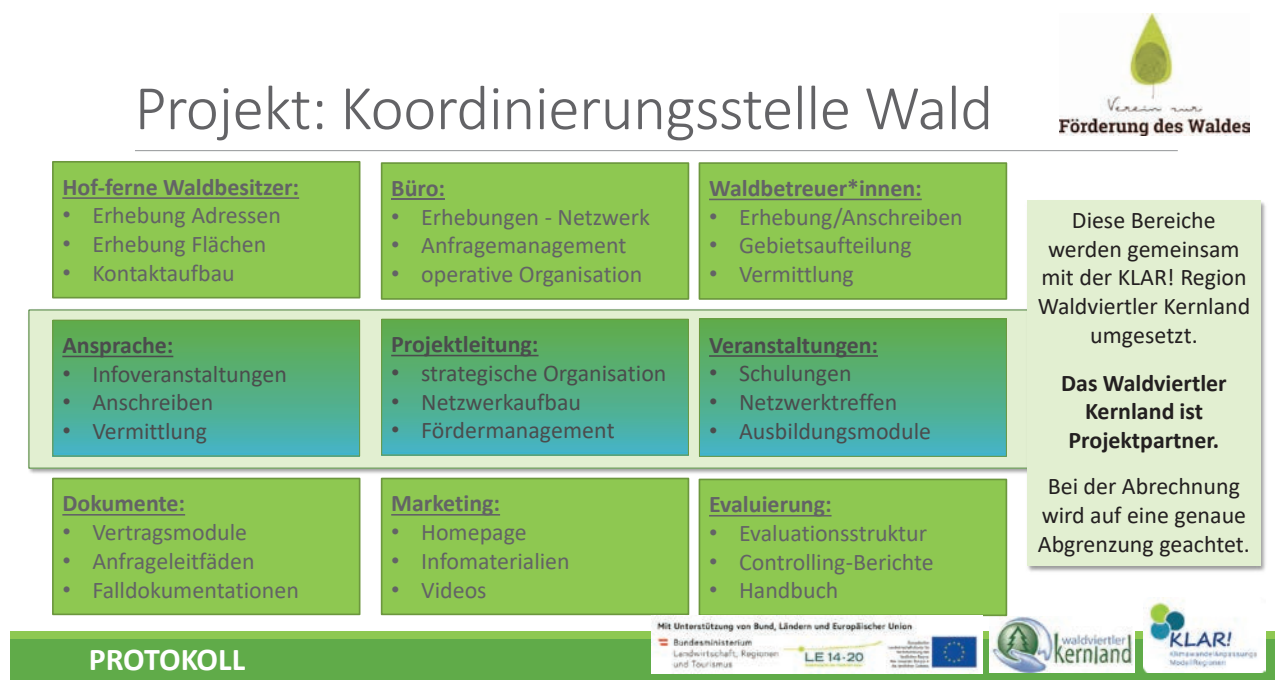 Projekt: Koordinierungsstelle Wald
Verein zur
Förderung des Waldes
Hof-ferne Waldbesitzer:
• Erhebung Adressen
• Erhebung Flächen
• Kontaktaufbau
Büro:
• Erhebungen - Netzwerk
• Anfragemanagement
• operative Organisation
Waldbetreuer*innen:
• Erhebung/Anschreiben
• Gebietsaufteilung
• Vermittlung
Ansprache:
• Infoveranstaltungen
• Anschreiben
• Vermittlung
Projektleitung:
• strategische Organisation
• Netzwerkaufbau
• Fördermanagement
Veranstaltungen:
• Schulungen
• Netzwerktreffen
• Ausbildungsmodule
Dokumente:
• Vertragsmodule
• Anfrageleitfäden
• Falldokumentationen
Marketing:
• Homepage
• Infomaterialien
• Videos
Evaluierung:
• Evaluationsstruktur
• Controlling-Berichte
• Handbuch
Diese Bereiche
werden gemeinsam
mit der KLAR! Region
Waldviertler Kernland
umgesetzt.
Das Waldviertler
Kernland ist
Projektpartner.
Bei der Abrechnung
wird auf eine genaue
Abgrenzung geachtet.
PROTOKOLL
Mit Unterstützung von Bund, Ländern und Europäischer Union
Bundesministerium
Landwirtschaft, Regionen
und Tourismus
LE 14-20
waldviertler
Kernland
KLAR!
Klimawandelanpassungs
ModellRegionen